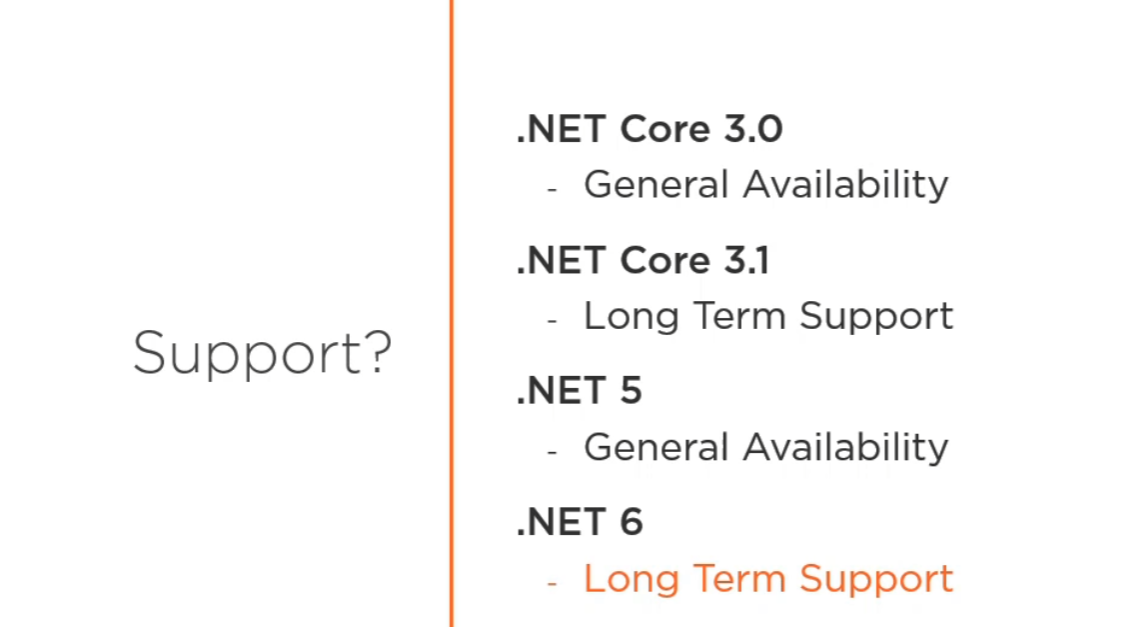 Support?
.NET Core 3.0
- General Availability
.NET Core 3.1
- Long Term Support
.NET 5
- General Availability
.NET 6
- Long Term Support